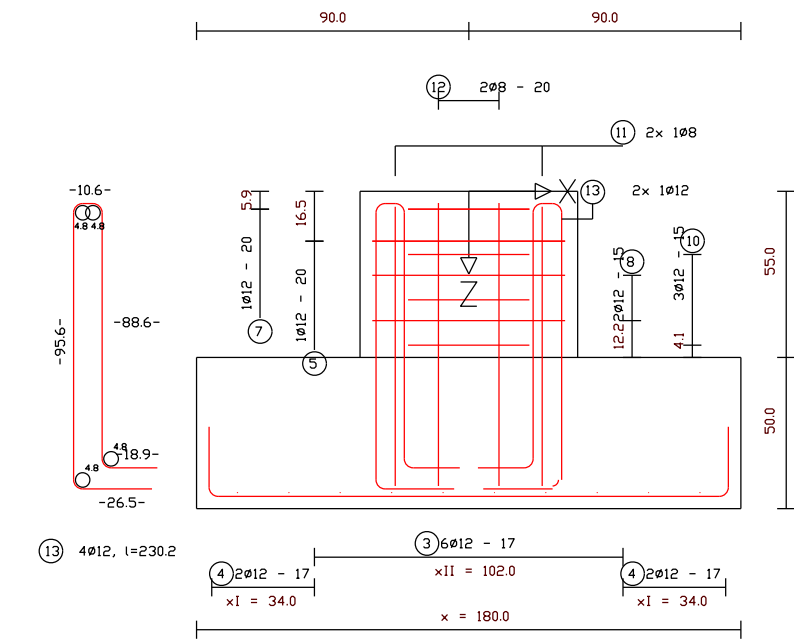 90.0 90.0
12 2ø8 - 20
11 2x 1ø8
-10.6-
4.8 4.8
5.9
16.5
X
13 2x 1ø12
1ø12 - 20
1ø12 - 20
Z
8
2ø12 - 15
10
3ø12 - 15
55.0
-88.6-
-95.6-
7
5
12.2
4.1
4.8
-18.9-
4.8
-26.5-
50.0
13 4ø12, l=230.2
3 6ø12 - 17
xII = 102.0
4 2ø12 - 17
4 2ø12 - 17
xI = 34.0
xI = 34.0
x = 180.0